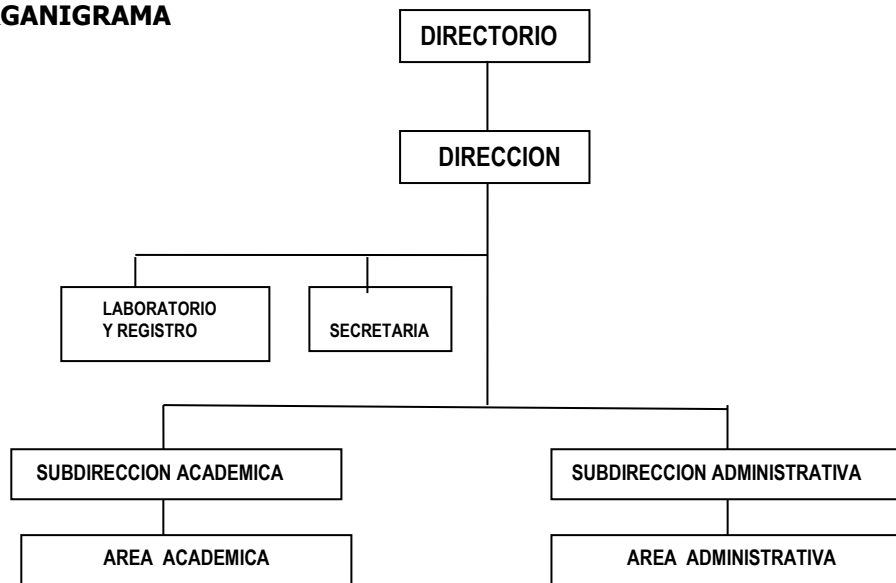 GANIGRAMA
DIRECTORIO
DIRECCION
LABORATORIO
Y REGISTRO
SECRETARIA
SUBDIRECCION ACADEMICA
SUBDIRECCION ADMINISTRATIVA
AREA ACADEMICA
AREA ADMINISTRATIVA